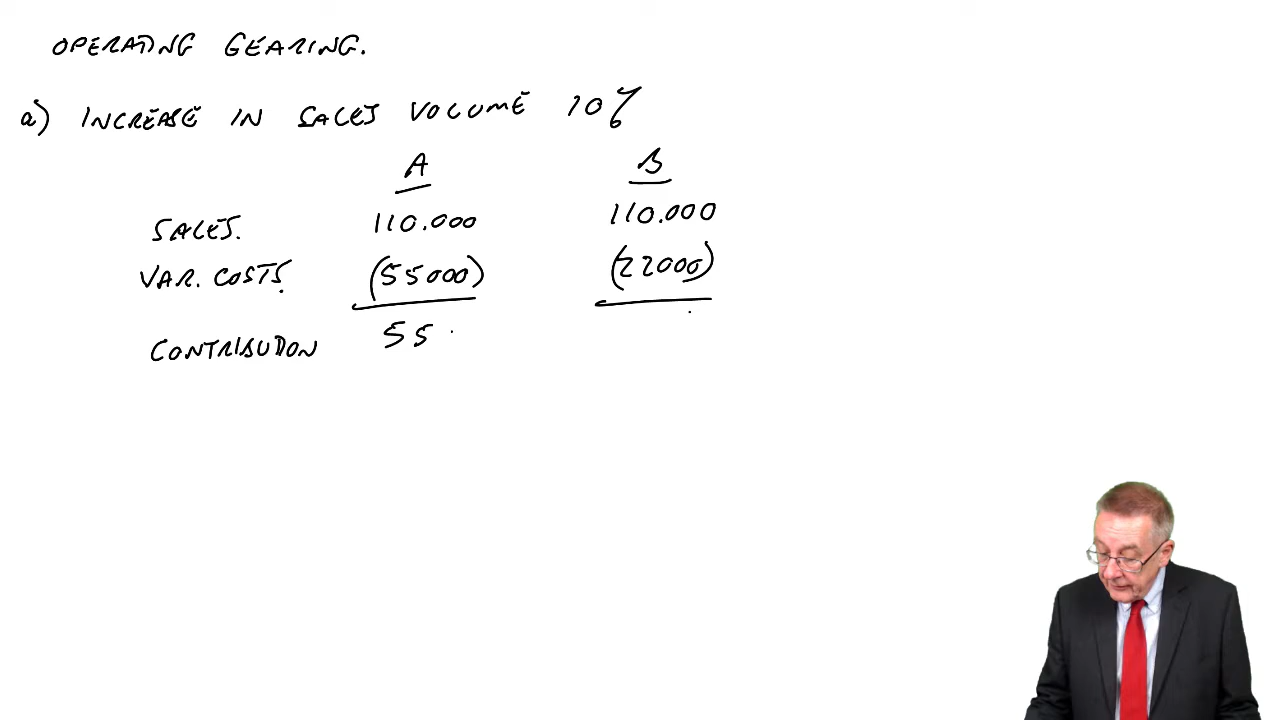 OPERATING GEARING.
a) INCREASE IN SALES VOLUME 10%
A B
SALES. 110.000 110.000
VAR. COSTS. (55000) (22000)
CONTRIBUTION 55